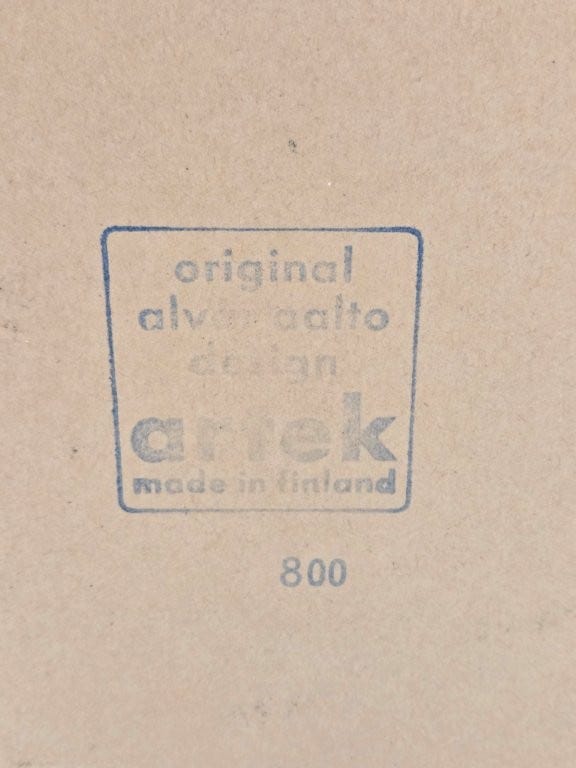 original
alvar aalto
design
artek
made in finland
800